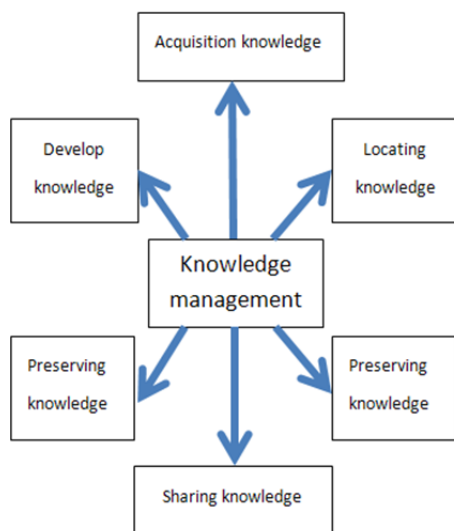 Acquisition knowledge
Develop
knowledge
Locating
knowledge
Knowledge
management
Preserving
knowledge
Preserving
knowledge
Sharing knowledge